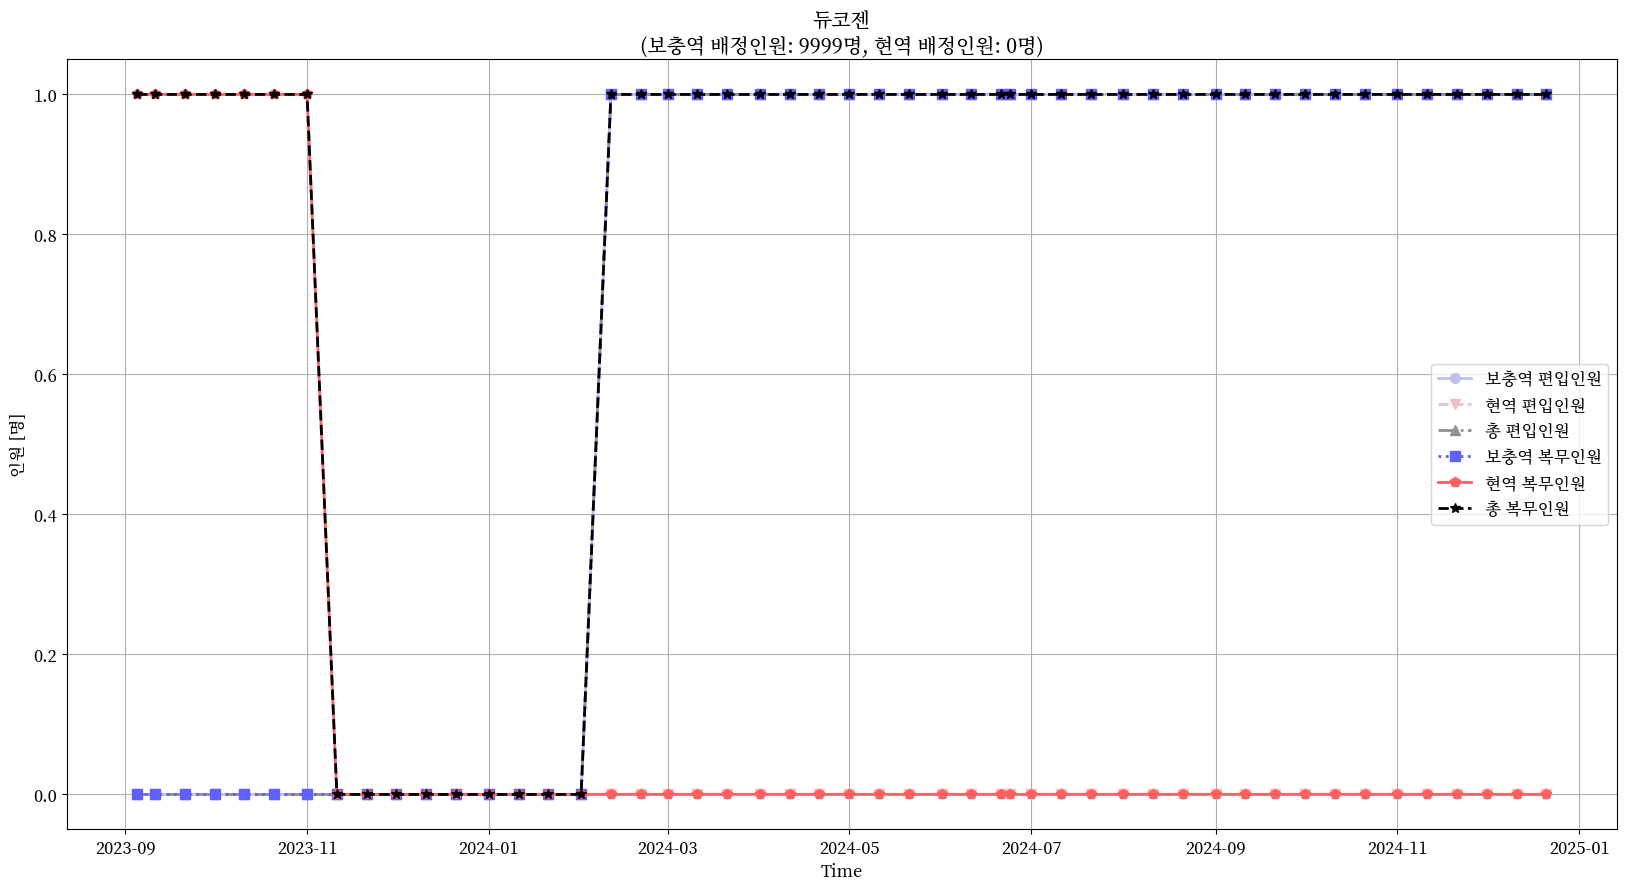 듀코젠
(보충역 배정인원: 9999명, 현역 배정인원: 0명)
인원 [명]
1.0
0.8
0.6
0.4
0.2
0.0
보충역 편입인원
현역 편입인원
총 편입인원
보충역 복무인원
현역 복무인원
총 복무인원
2023-09
2023-11
2024-01
2024-03
2024-05
2024-07
2024-09
2024-11
2025-01
Time